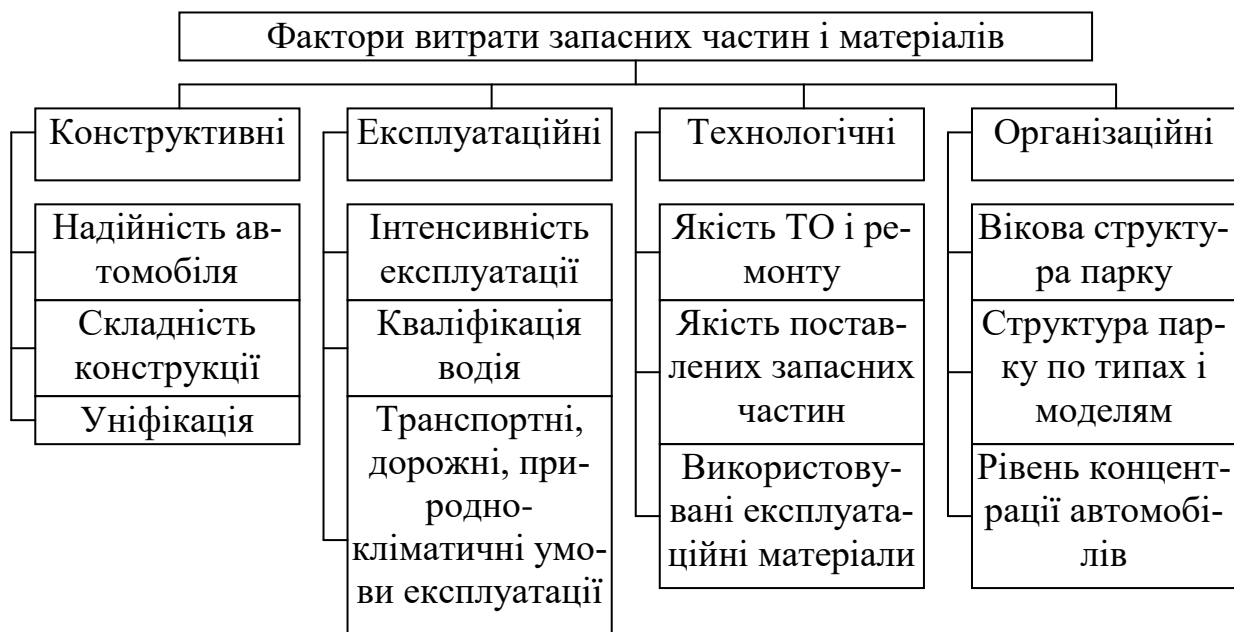 Фактори витрати запасних частин і матеріалів
Конструктивні
Надійність ав-
томобіля
Складність
конструкції
Уніфікація
Експлуатаційні
Інтенсивність
експлуатації
Кваліфікація
водія
Транспортні,
дорожні, при-
родно-
кліматичні умо-
ви експлуатації
Технологічні
Якість ТО і ре-
монту
Якість постав-
лених запасних
частин
Використову-
вані експлуата-
ційні матеріали
Організаційні
Вікова структу-
ра парку
Структура пар-
ку по типах і
моделям
Рівень концент-
рації автомобі-
лів